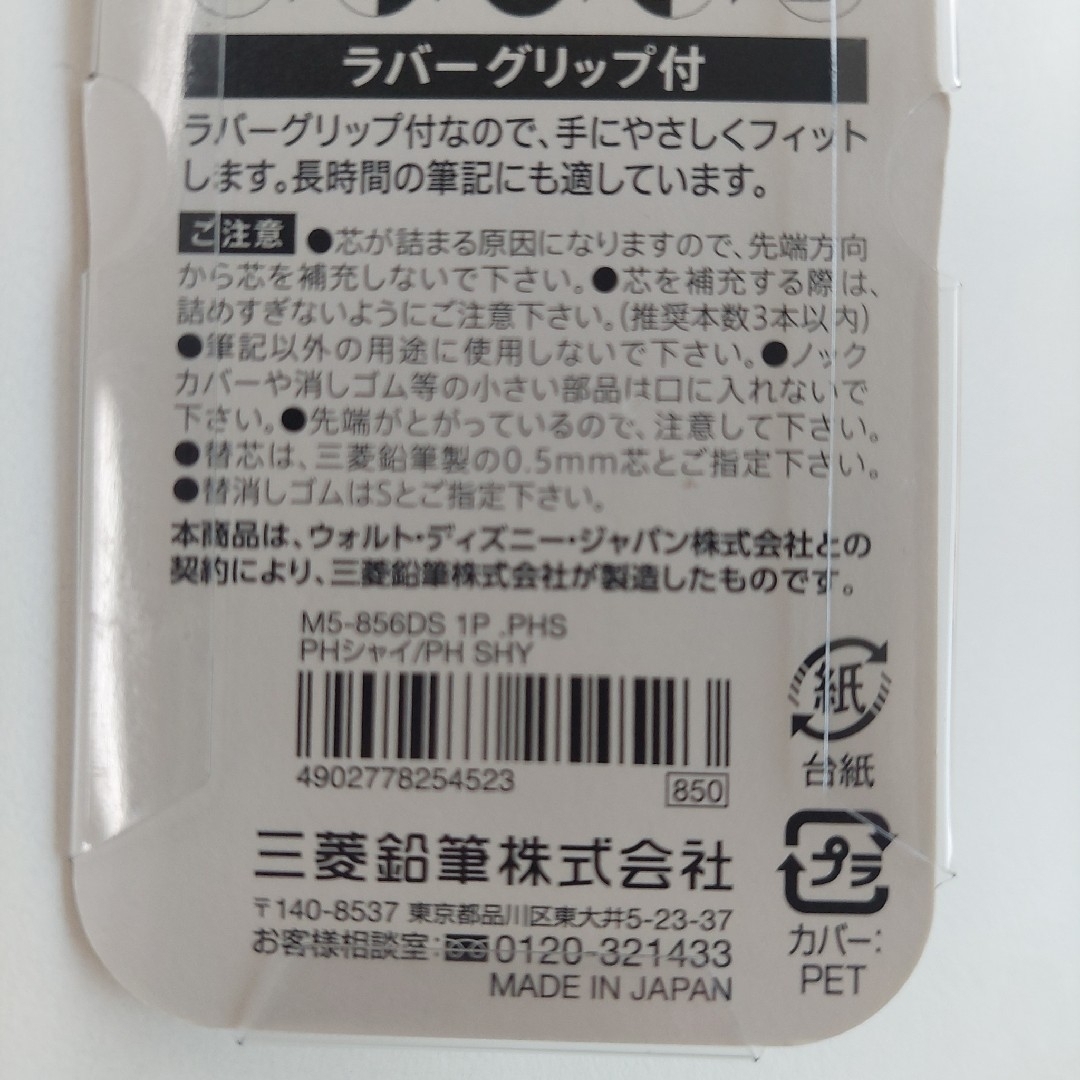 ラバーグリップ付
ラバーグリップ付なので、手にやさしくフィット
します。長時間の筆記にも適しています。
ご注意 ●芯が詰まる原因になりますので、先端方向
から芯を補充しないで下さい。●芯を補充する際は、
詰めすぎないようにご注意下さい。(推奨本数3本以内)
●筆記以外の用途に使用しないで下さい。●ノック
カバーや消しゴム等の小さい部品は口に入れないで
下さい。●先端がとがっているので、注意して下さい。
●替芯は、三菱鉛筆製の0.5mm芯とご指定下さい。
●替消しゴムはSとご指定下さい。
本商品は、ウォルト・ディズニー・ジャパン株式会社との
契約により、三菱鉛筆株式会社が製造したものです。
M5-856DS 1P .PHS
PHシャイ/PH SHY
4902778254523
850
紙
台紙
三菱鉛筆株式会社
〒140-8537 東京都品川区東大井5-23-37
お客様相談室:0120-321433
MADE IN JAPAN
プラ
カバー:
PET